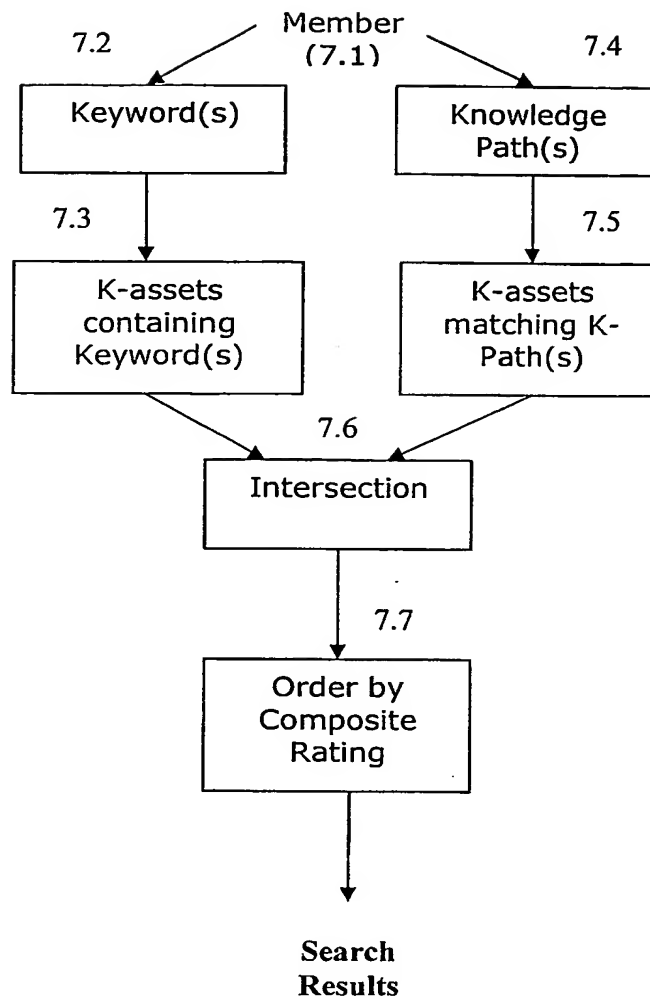 7.2
Member
(7.1)
7.4
Keyword(s)
Knowledge
Path(s)
7.3
7.5
K-assets
containing
Keyword(s)
K-assets
matching K-
Path(s)
7.6
Intersection
7.7
Order by
Composite
Rating
Search
Results